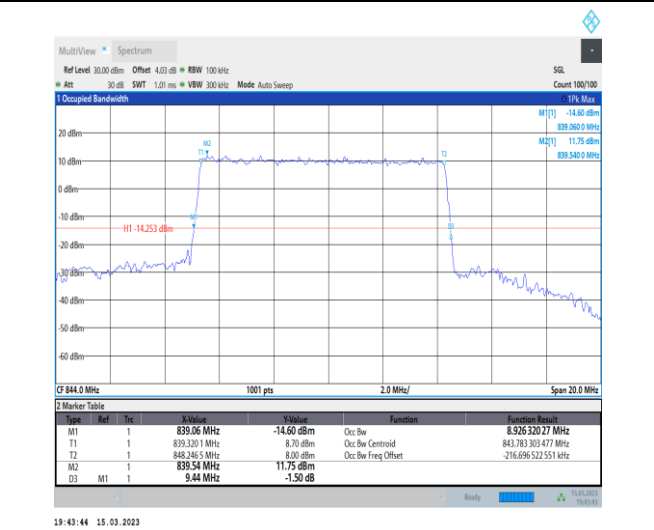 MultiView Spectrum
Ref Level 30.00 dBm Offset 4.03 dB RBW 100 kHz SGL
Att 30 dB SWT 1.01 ms VBW 300 kHz Mode Auto Sweep Count 100/100
1 Occupied Bandwidth 1Pk Max
M1[1] -14.60 dBm
839.060 0 MHz
M2[1] 11.75 dBm
839.540 0 MHz
20 dBm
M2
T1
T2
10 dBm
0 dBm
-10 dBm
M1
H1 -14.253 dBm
D3
-20 dBm
-30 dBm
-40 dBm
-50 dBm
-60 dBm
CF 844.0 MHz 1001 pts 2.0 MHz/ Span 20.0 MHz
2 Marker Table
Type Ref Trc X-Value Y-Value Function Function Result
M1 1 839.06 MHz -14.60 dBm Occ Bw 8.926 320 27 MHz
T1 1 839.320 1 MHz 8.70 dBm Occ Bw Centroid 843.783 303 477 MHz
T2 1 848.246 5 MHz 8.00 dBm Occ Bw Freq Offset -216.696 522 551 kHz
M2 1 839.54 MHz 11.75 dBm
D3 M1 1 9.44 MHz -1.50 dB
Ready 15.03.2023
19:43:43
19:43:44 15.03.2023